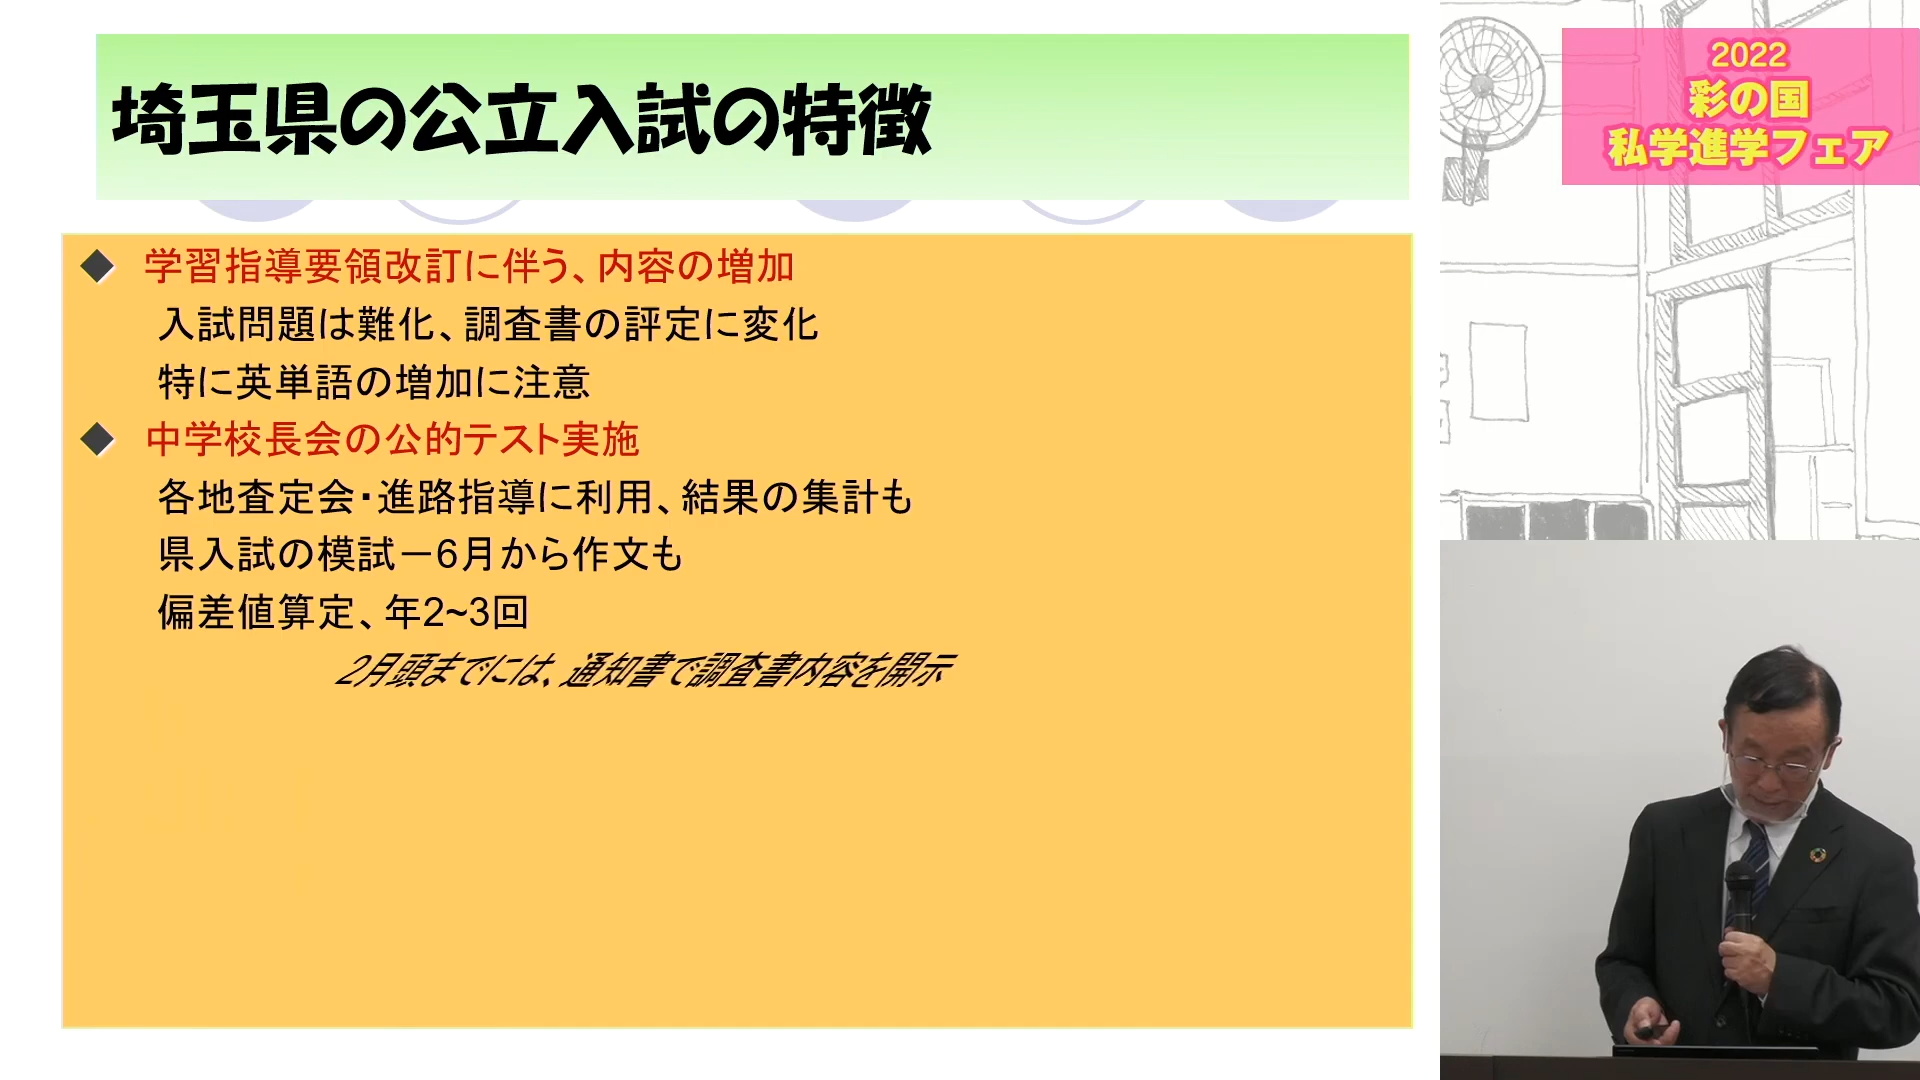 埼玉県の公立入試の特徴
◆ 学習指導要領改訂に伴う、内容の増加
入試問題は難化、調査書の評定に変化
特に英単語の増加に注意
◆ 中学校長会の公的テスト実施
各地査定会・進路指導に利用、結果の集計も
県入試の模試－6月から作文も
偏差値算定、年2~3回
2月頭までには、通知書で調査書内容を開示
2022
彩の国
私学進学フェア